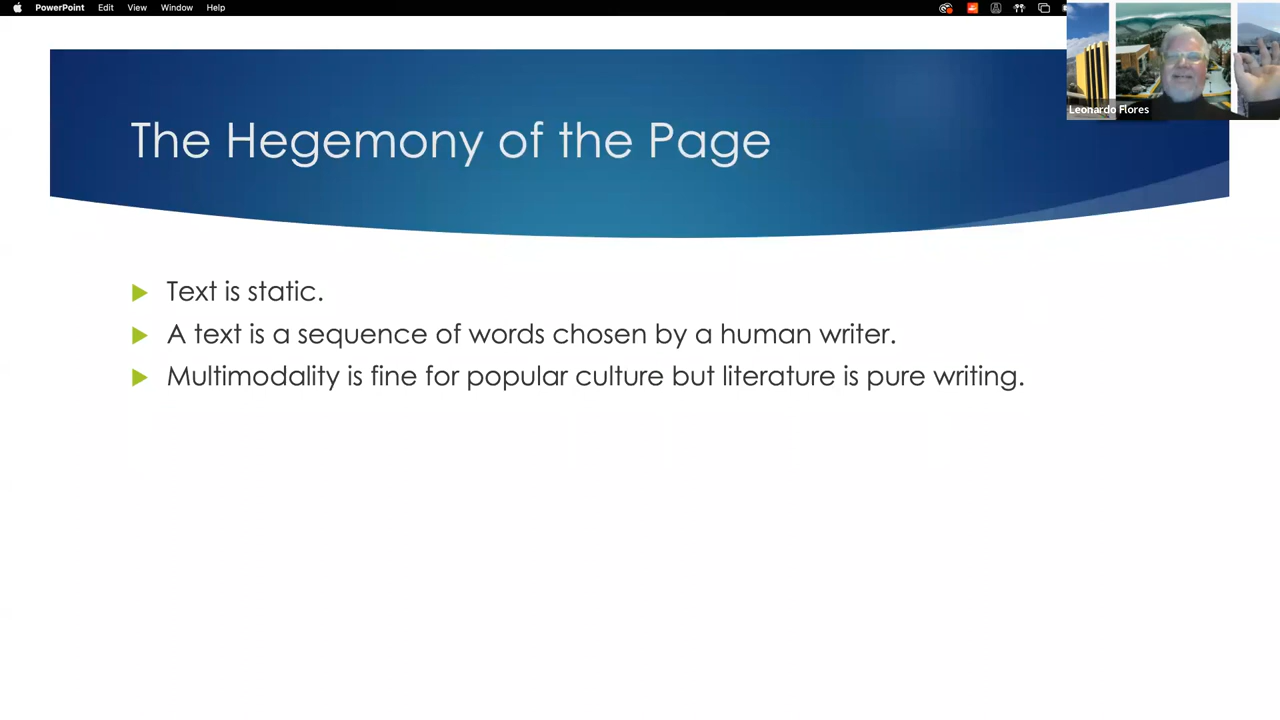 PowerPoint Edit View Window Help
Leonardo Flores
The Hegemony of the Page
Text is static.
A text is a sequence of words chosen by a human writer.
Multimodality is fine for popular culture but literature is pure writing.